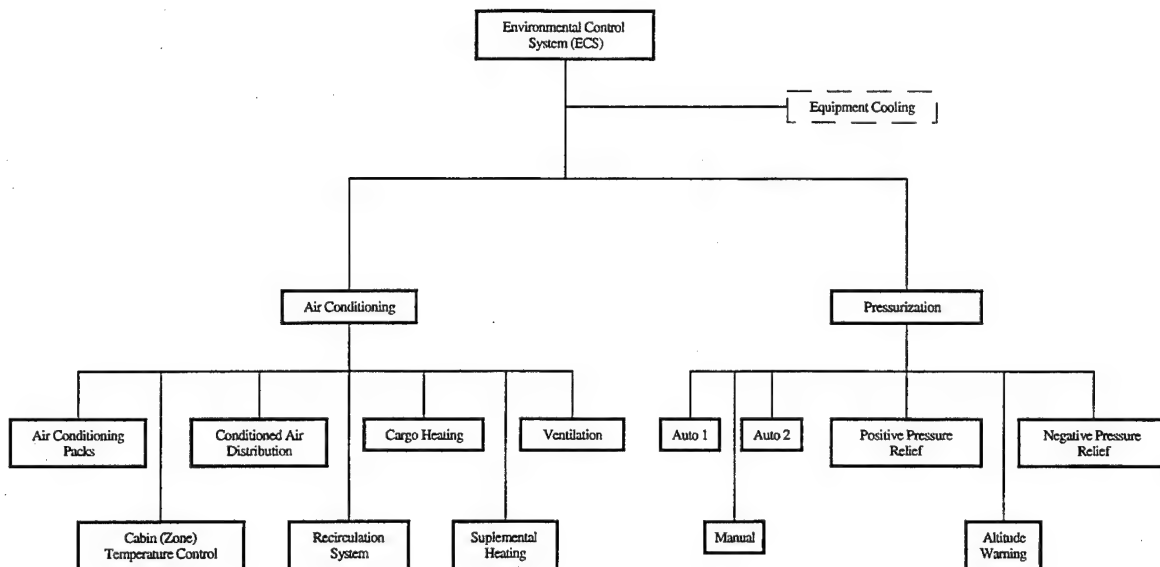 Environmental Control
System (ECS)
Equipment Cooling
Air Conditioning
Pressurization
Air Conditioning
Packs
Conditioned Air
Distribution
Cargo Heating
Ventilation
Auto 1
Auto 2
Positive Pressure
Relief
Negative Pressure
Relief
Cabin (Zone)
Temperature Control
Recirculation
System
Suplemental
Heating
Manual
Altitude
Warning